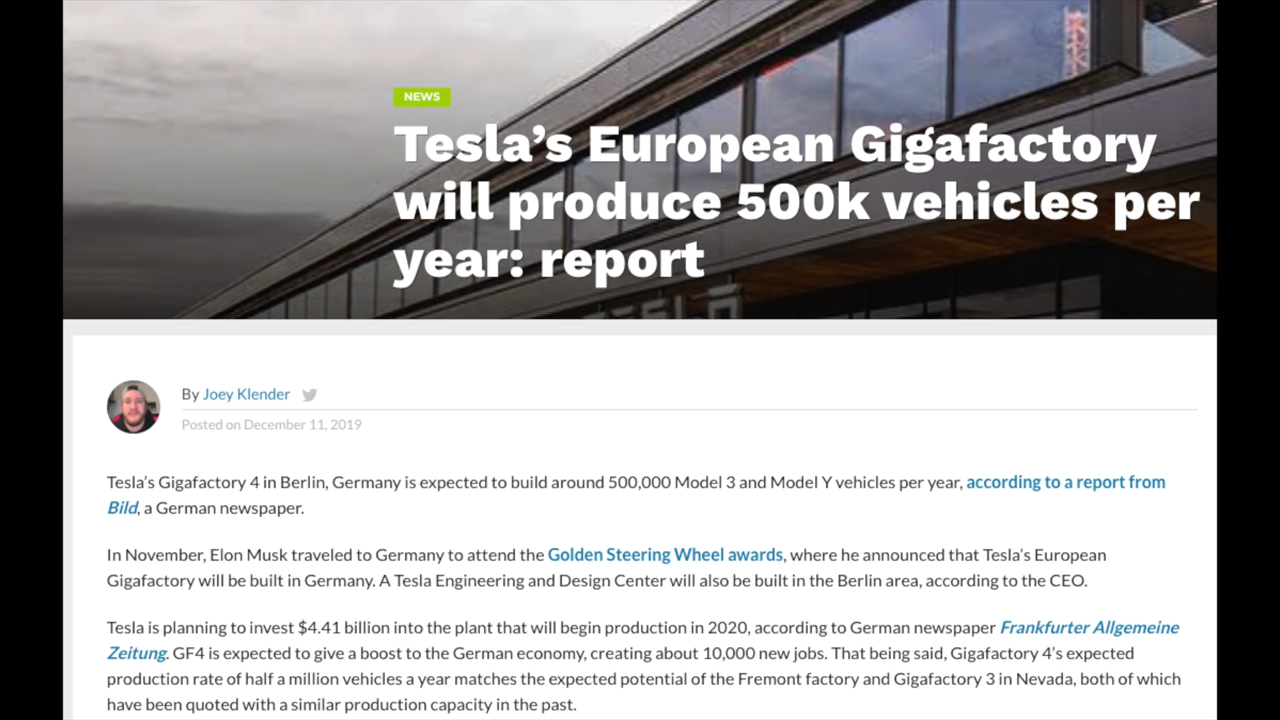 NEWS
Tesla’s European Gigafactory
will produce 500k vehicles per
year: report
By Joey Klender
Posted on December 11, 2019
Tesla’s Gigafactory 4 in Berlin, Germany is expected to build around 500,000 Model 3 and Model Y vehicles per year, according to a report from
Bild, a German newspaper.
In November, Elon Musk traveled to Germany to attend the Golden Steering Wheel awards, where he announced that Tesla’s European
Gigafactory will be built in Germany. A Tesla Engineering and Design Center will also be built in the Berlin area, according to the CEO.
Tesla is planning to invest $4.41 billion into the plant that will begin production in 2020, according to German newspaper Frankfurter Allgemeine
Zeitung. GF4 is expected to give a boost to the German economy, creating about 10,000 new jobs. That being said, Gigafactory 4’s expected
production rate of half a million vehicles a year matches the expected potential of the Fremont factory and Gigafactory 3 in Nevada, both of which
have been quoted with a similar production capacity in the past.